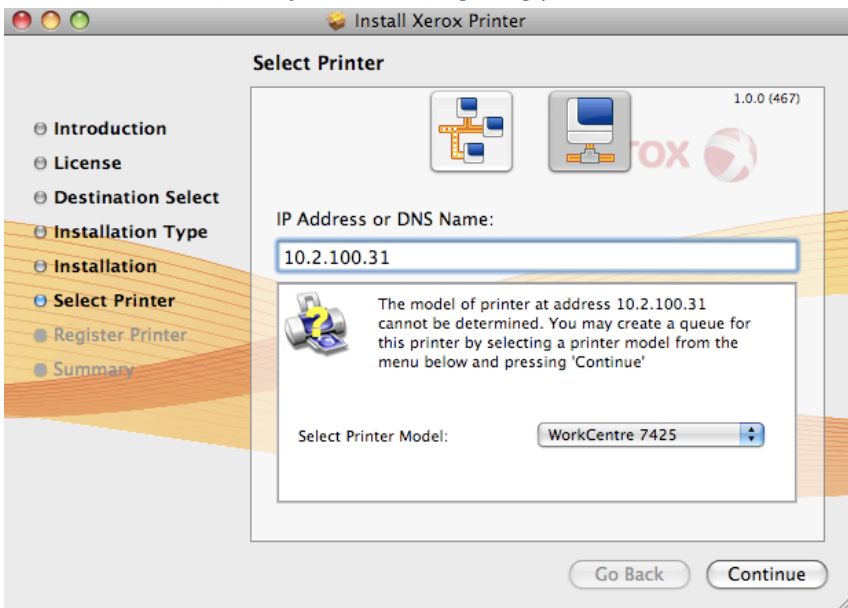 Install Xerox Printer
Select Printer
1.0.0 (467)
OX
Introduction
License
Destination Select
Installation Type
Installation
Select Printer
Register Printer
Summary
IP Address or DNS Name:
10.2.100.31
?
The model of printer at address 10.2.100.31
cannot be determined. You may create a queue for
this printer by selecting a printer model from the
menu below and pressing 'Continue'
Select Printer Model:
WorkCentre 7425
Go Back
Continue